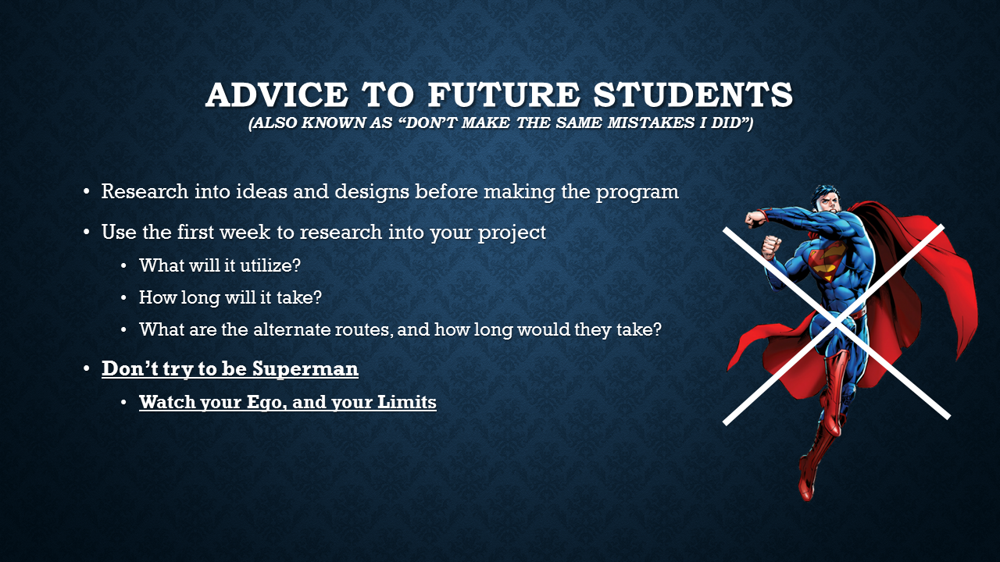 ADVICE TO FUTURE STUDENTS
(ALSO KNOWN AS “DON’T MAKE THE SAME MISTAKES I DID”)
• Research into ideas and designs before making the program
• Use the first week to research into your project
• What will it utilize?
• How long will it take?
• What are the alternate routes, and how long would they take?
• Don’t try to be Superman
• Watch your Ego, and your Limits